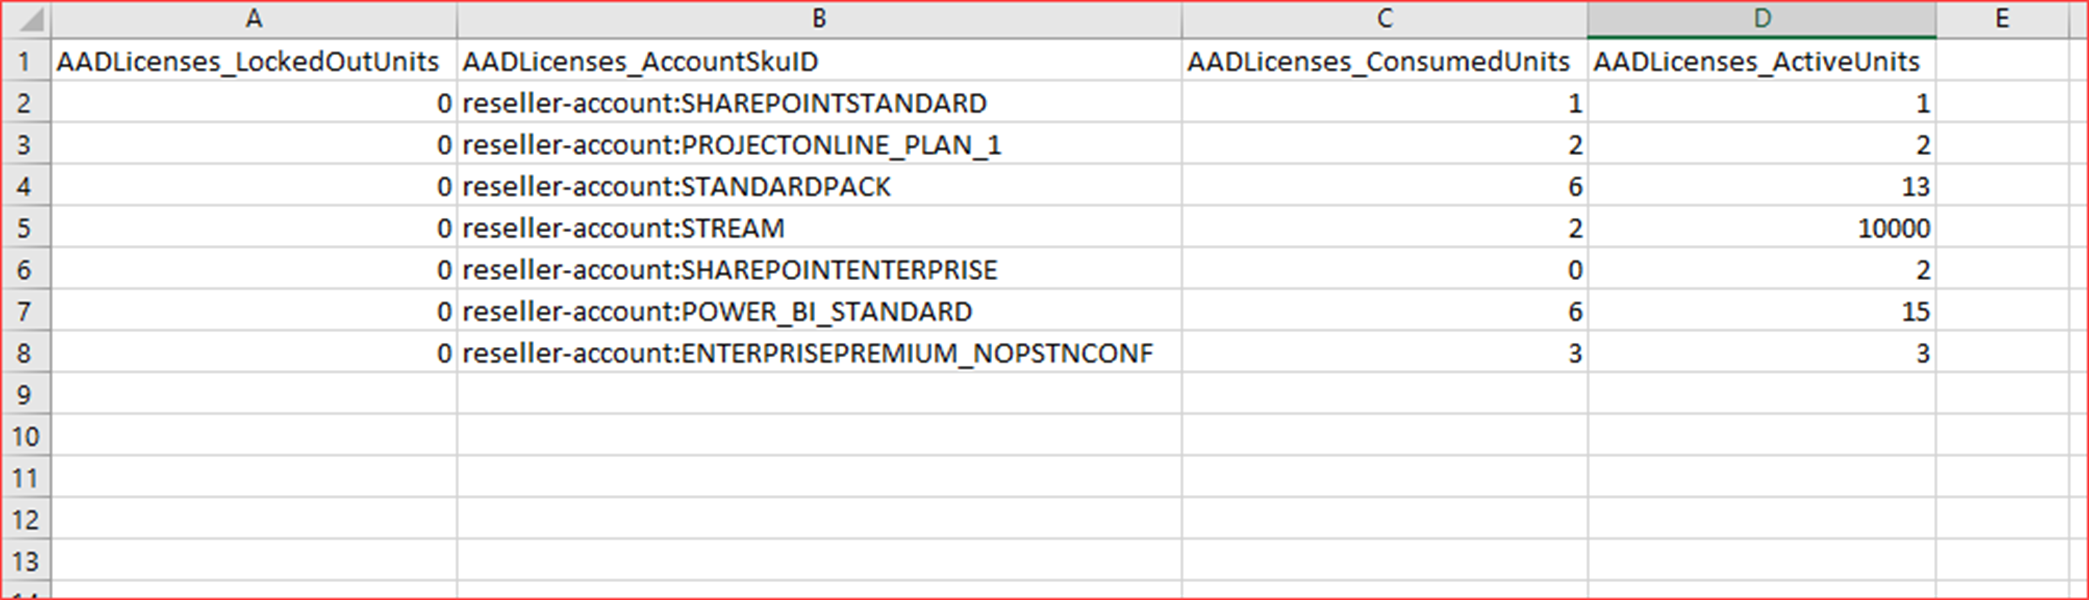 A B C D E
1 AADLicenses_LockedOutUnits AADLicenses_AccountSkuID AADLicenses_ConsumedUnits AADLicenses_ActiveUnits
2 0 reseller-account:SHAREPOINTSTANDARD 1 1
3 0 reseller-account:PROJECTONLINE_PLAN_1 2 2
4 0 reseller-account:STANDARDPACK 6 13
5 0 reseller-account:STREAM 2 10000
6 0 reseller-account:SHAREPOINTENTERPRISE 0 2
7 0 reseller-account:POWER_BI_STANDARD 6 15
8 0 reseller-account:ENTERPRISEPREMIUM_NOPSTNCONF 3 3
9
10
11
12
13